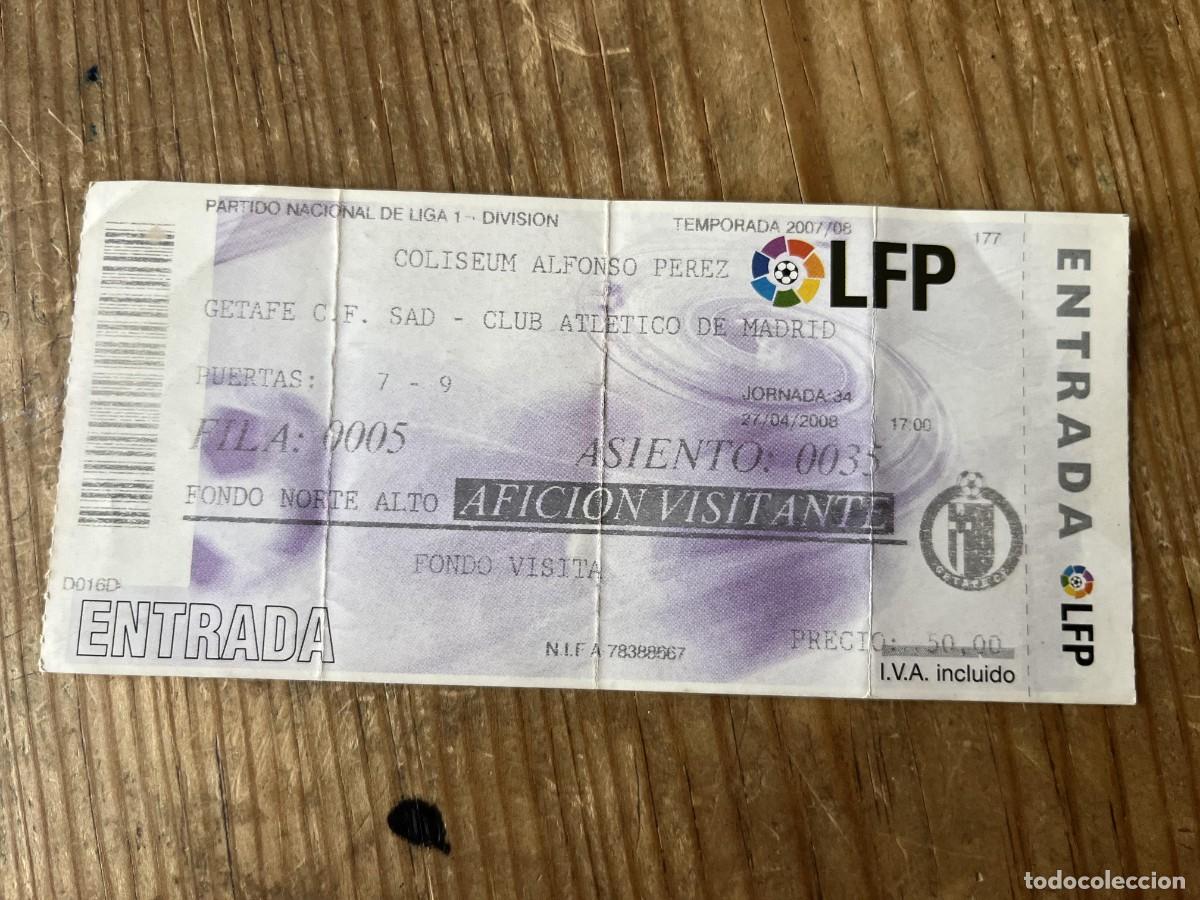 PARTIDO NACIONAL DE LIGA 1ª DIVISION
TEMPORADA 2007/08
177
COLISEUM ALFONSO PEREZ
LFP
GETAFE C.F. SAD - CLUB ATLETICO DE MADRID
PUERTAS: 7 - 9
JORNADA:34
27/04/2008 17:00
FILA: 0005
ASIENTO: 0035
FONDO NORTE ALTO AFICION VISITANTE
FONDO VISITA
GETAFE C.F.
D016D
ENTRADA
N.I.F A 78388667
PRECIO: 50,00
I.V.A. incluido
ENTRADA
LFP
todocoleccion